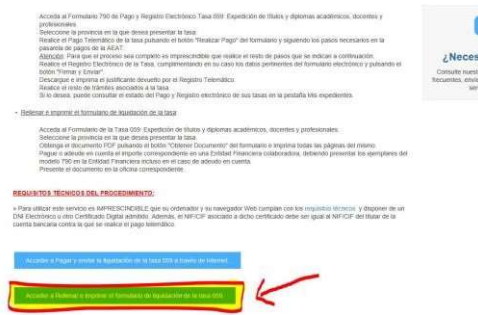 Acceda al Formulario 790 de Pago y Registro Electrónico Tasa 059: Expedición de títulos y diplomas académicos, docentes y
profesionales
Seleccione la provincia en la que desea presentar la tasa
Realice el Pago Telemático de la tasa pulsando el botón "Realizar Pago" del formulario y siguiendo los pasos necesarios en la
pasarela de pagos de la AEAT.
Atención: Para que el proceso sea completo es imprescindible que realice el resto de pasos que se indican a continuación.
Realice el Registro Electrónico de la Tasa, cumplimentando en su caso los datos pertinentes del formulario electrónico y pulsando el
botón "Firmar y Enviar".
Descargue e imprima el justificante devuelto por el Registro Telemático
Realice el resto de trámites asociados a la tasa
Si lo desea, puede consultar el estado del Pago y Registro electrónico de sus tasas en la pestaña Mis expedientes.
¿Neces
Consulte nuest
frecuentes, envía
ser
- Rellenar e imprimir el formulario de liquidación de la tasa
Acceda al Formulario de la Tasa 059: Expedición de títulos y diplomas académicos, docentes y profesionales
Seleccione la provincia en la que desea presentar la tasa
Obtenga el documento PDF pulsando el botón "Obtener Documento" del formulario e imprima todas las páginas del mismo
Pague o adeude en cuenta el importe correspondiente en una Entidad Financiera colaboradora, debiendo presentar los ejemplares del
modelo 790 en la Entidad Financiera incluso en el caso de adeudo en cuenta.
Presente el documento en la oficina correspondiente.
REQUISITOS TÉCNICOS DEL PROCEDIMIENTO:
» Para utilizar este servicio es IMPRESCINDIBLE que su ordenador y su navegador Web cumplan con los requisitos técnicos y disponer de un
DNI Electrónico u otro Certificado Digital admitido. Además, el NIF/CIF asociado a dicho certificado debe ser igual al NIF/CIF del titular de la
cuenta bancaria contra la que se realice el pago telemático.
Acceder a Pagar y enviar la liquidación de la tasa 059 a través de Internet
Acceder a Rellenar e imprimir el formulario de liquidación de la tasa 059